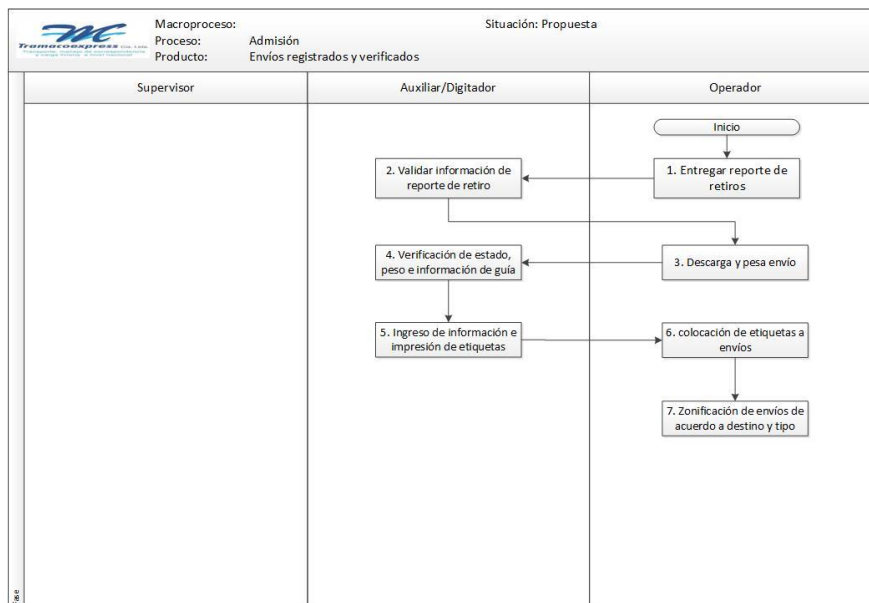 Macroproceso:
Situación: Propuesta
Tramacoexpress Cia. Ltda.
Proceso: Admisión
Producto: Envíos registrados y verificados
Supervisor
Auxiliar/Digitador
Operador
Inicio
1. Entregar reporte de
retiros
2. Validar información de
reporte de retiro
3. Descarga y pesa envío
4. Verificación de estado,
peso e información de guía
5. Ingreso de información e
impresión de etiquetas
6. colocación de etiquetas a
envíos
7. Zonificación de envíos de
acuerdo a destino y tipo
Fase